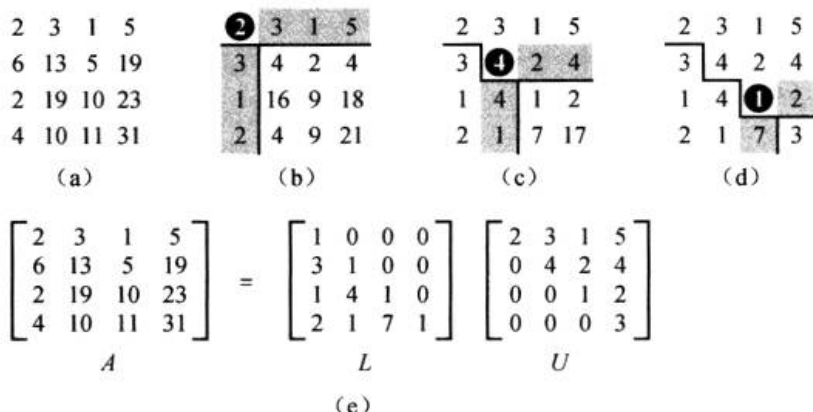 2 3 1 5 2 3 1 5 2 3 1 5 2 3 1 5
6 13 5 19 3 4 2 4 3 4 2 4 3 4 2 4
2 19 10 23 1 16 9 18 1 4 1 2 1 4 1 2
4 10 11 31 2 4 9 21 2 1 7 17 2 1 7 3
(a) (b) (c) (d)
2 3 1 5 1 0 0 0 2 3 1 5
6 13 5 19 3 1 0 0 0 4 2 4
2 19 10 23 = 1 4 1 0 0 0 1 2
4 10 11 31 2 1 7 1 0 0 0 3
A L U
(e)